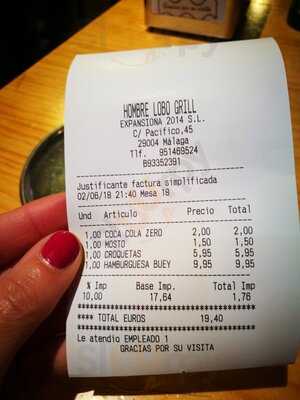 HOMBRE LOBO GRILL
EXPANSIONA 2014 S.L.
C/ Pacífico,45
29004 Málaga
Tlf. 951469524
B93352391
Justificante factura simplificada
02/06/18 21:40 Mesa 18
Und Articulo Precio Total
1,00 COCA COLA ZERO 2,00 2,00
1,00 MOSTO 1,50 1,50
1,00 CROQUETAS 5,95 5,95
1,00 HAMBURGUESA BUEY 9,95 9,95
% Imp Base Imp. Total Imp
10,00 17,64 1,76
**** TOTAL EUROS 19,40
Le atendio EMPLEADO 1
GRACIAS POR SU VISITA